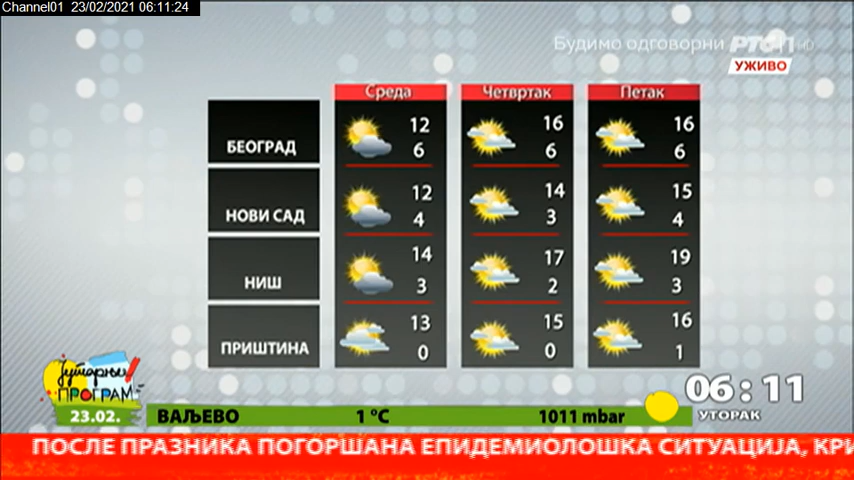 Channel01 23/02/2021 06:11:24
Будимо одговорни РТС 1 HD
УЖИВО
Среда Четвртак Петак
БЕОГРАД 12 6 16 6 16 6
НОВИ САД 12 4 14 3 15 4
НИШ 14 3 17 2 19 3
ПРИШТИНА 13 0 15 0 16 1
Јутарњи
ПРОГРАМ
23.02. ВАЉЕВО 1 °C 1011 mbar
06:11
УТОРАК
ПОСЛЕ ПРАЗНИКА ПОГОРШАНА ЕПИДЕМИОЛОШКА СИТУАЦИЈА, КРИ